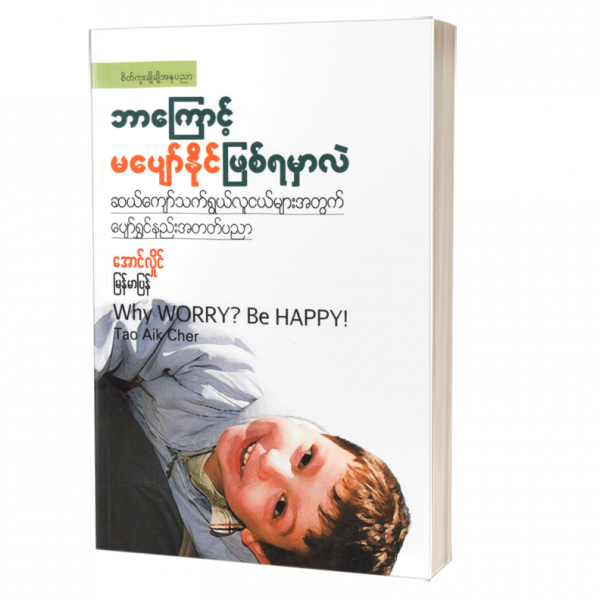 စိတ်ကူးချိုချိုအနုပညာ
ဘာကြောင့်
မပျော်နိုင်ဖြစ်ရမှာလဲ
ဆယ်ကျော်သက်ရွယ်လူငယ်များအတွက်
ပျော်ရွှင်နည်းအတတ်ပညာ
အောင်လှိုင်
မြန်မာပြန်
Why WORRY? Be HAPPY!
Tao Aik Cher